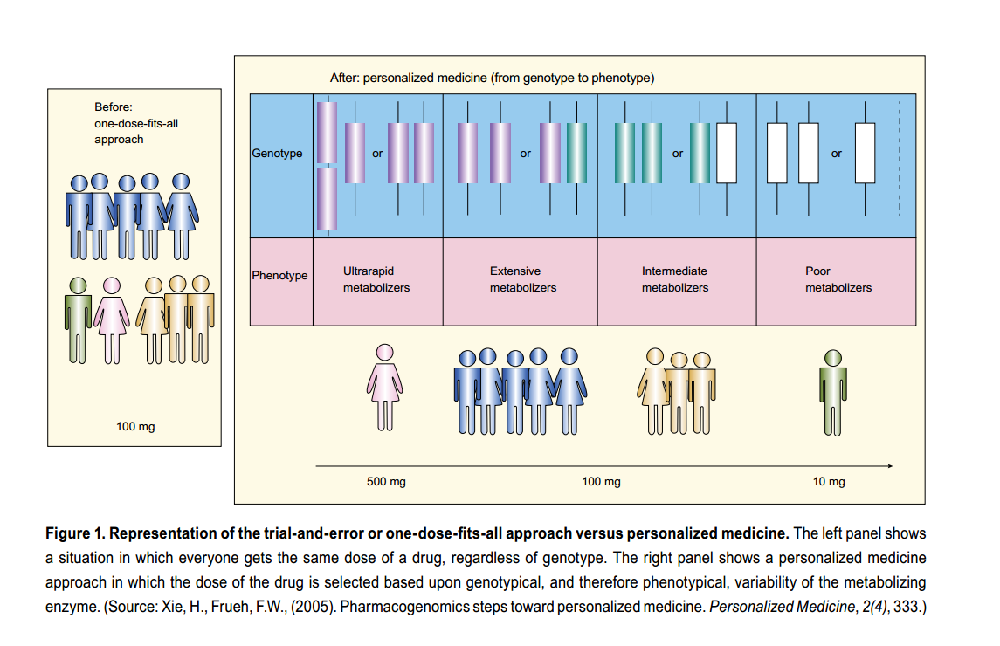 Before:
one-dose-fits-all
approach
100 mg
After: personalized medicine (from genotype to phenotype)
Genotype
or
or
or
or
Phenotype
Ultrarapid
metabolizers
Extensive
metabolizers
Intermediate
metabolizers
Poor
metabolizers
500 mg
100 mg
10 mg
Figure 1. Representation of the trial-and-error or one-dose-fits-all approach versus personalized medicine. The left panel shows
a situation in which everyone gets the same dose of a drug, regardless of genotype. The right panel shows a personalized medicine
approach in which the dose of the drug is selected based upon genotypical, and therefore phenotypical, variability of the metabolizing
enzyme. (Source: Xie, H., Frueh, F.W., (2005). Pharmacogenomics steps toward personalized medicine. Personalized Medicine, 2(4), 333.)